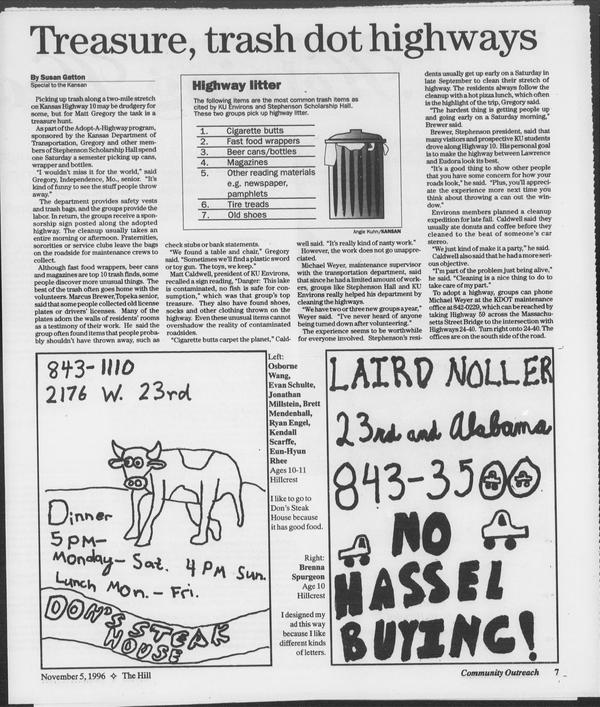 Treasure, trash dot highways
By Susan Gatton
Special to the Kansan
Picking up trash along a two-mile stretch
on Kansas Highway 10 may be drudgery for
some, but for Matt Gregory the task is a
treasure hunt.
As part of the Adopt-A-Highway program,
sponsored by the Kansas Department of
Transportation, Gregory and other mem-
bers of Stephenson Scholarship Hall spend
one Saturday a semester picking up cans,
wrapper and bottles.
"I wouldn't miss it for the world," said
Gregory, Independence, Mo., senior. "It's
kind of funny to see the stuff people throw
away."
The department provides safety vests
and trash bags, and the groups provide the
labor. In return, the groups receive a spon-
sorship sign posted along the adopted
highway. The cleanup usually takes an
entire morning or afternoon. Fraternities,
sororities or service clubs leave the bags
on the roadside for maintenance crews to
collect.
Although fast food wrappers, beer cans
and magazines are top 10 trash finds, some
people discover more unusual things. The
best of the trash often goes home with the
volunteers. Marcus Brewer, Topeka senior,
said that some people collected old license
plates or drivers' licenses. Many of the
plates adorn the walls of residents' rooms
as a testimony of their work. He said the
group often found items that people proba-
bly shouldn't have thrown away, such as
Highway litter
The following items are the most common trash items as
cited by KU Environs and Stephenson Scholarship Hall.
These two groups pick up highway litter.
1. Cigarette butts
2. Fast food wrappers
3. Beer cans/bottles
4. Magazines
5. Other reading materials
e.g. newspaper,
pamphlets
6. Tire treads
7. Old shoes
Angie Kuhn/KANSAN
check stubs or bank statements.
"We found a table and chair," Gregory
said. "Sometimes we'll find a plastic sword
or toy gun. The toys, we keep."
Matt Caldwell, president of KU Environs,
recalled a sign reading, "Danger: This lake
is contaminated, no fish is safe for con-
sumption," which was that group's top
treasure. They also have found shoes,
socks and other clothing thrown on the
highway. Even these unusual items cannot
overshadow the reality of contaminated
roadsides.
"Cigarette butts carpet the planet," Cald-
well said. "It's really kind of nasty work."
However, the work does not go unappre-
ciated.
Michael Weyer, maintenance supervisor
with the transportation department, said
that since he had a limited amount of work-
ers, groups like Stephenson Hall and KU
Environs really helped his department by
cleaning the highways.
"We have two or three new groups a year,"
Weyer said. "I've never heard of anyone
being turned down after volunteering."
The experience seems to be worthwhile
for everyone involved. Stephenson's resi-
dents usually get up early on a Saturday in
late September to clean their stretch of
highway. The residents always follow the
cleanup with a hot pizza lunch, which often
is the highlight of the trip, Gregory said.
"The hardest thing is getting people up
and going early on a Saturday morning,"
Brewer said.
Brewer, Stephenson president, said that
many visitors and prospective KU students
drove along Highway 10. His personal goal
is to make the highway between Lawrence
and Eudora look its best.
"It's a good thing to show other people
that you have some concern for how your
roads look," he said. "Plus, you'll appreci-
ate the experience more next time you
think about throwing a can out the win-
dow."
Environs members planned a cleanup
expedition for late fall. Caldwell said they
usually ate donuts and coffee before they
cleaned to the beat of someone's car
stereo.
"We just kind of make it a party," he said.
Caldwell also said that he had a more seri-
ous objective.
"I'm part of the problem just being alive,"
he said. "Cleaning is a nice thing to do to
take care of my part."
To adopt a highway, groups can phone
Michael Weyer at the KDOT maintenance
office at 842-0229, which can be reached by
taking Highway 59 across the Massachu-
setts Street Bridge to the intersection with
Highways 24-40. Turn right onto 24-40. The
offices are on the south side of the road.
843-1110
2176 W. 23rd
Dinner
5 PM-
Monday-Sat. 4 PM Sun.
Lunch Mon. - Fri.
DON'S STEAK
HOUSE
Left:
Osborne
Wang,
Evan Schulte,
Jonathan
Millstein, Brett
Mendenhall,
Ryan Engel,
Kendall
Scarffe,
Eun-Hyun
Rhee
Ages 10-11
Hillcrest
I like to go to
Don's Steak
House because
it has good food.
Right:
Brenna
Spurgeon
Age 10
Hillcrest
I designed my
ad this way
because I like
different kinds
of letters.
LAIRD NOLLER
23rd and Alabama
843-3500
NO
HASSEL
BUYING!
November 5, 1996 ✧ The Hill
Community Outreach 7